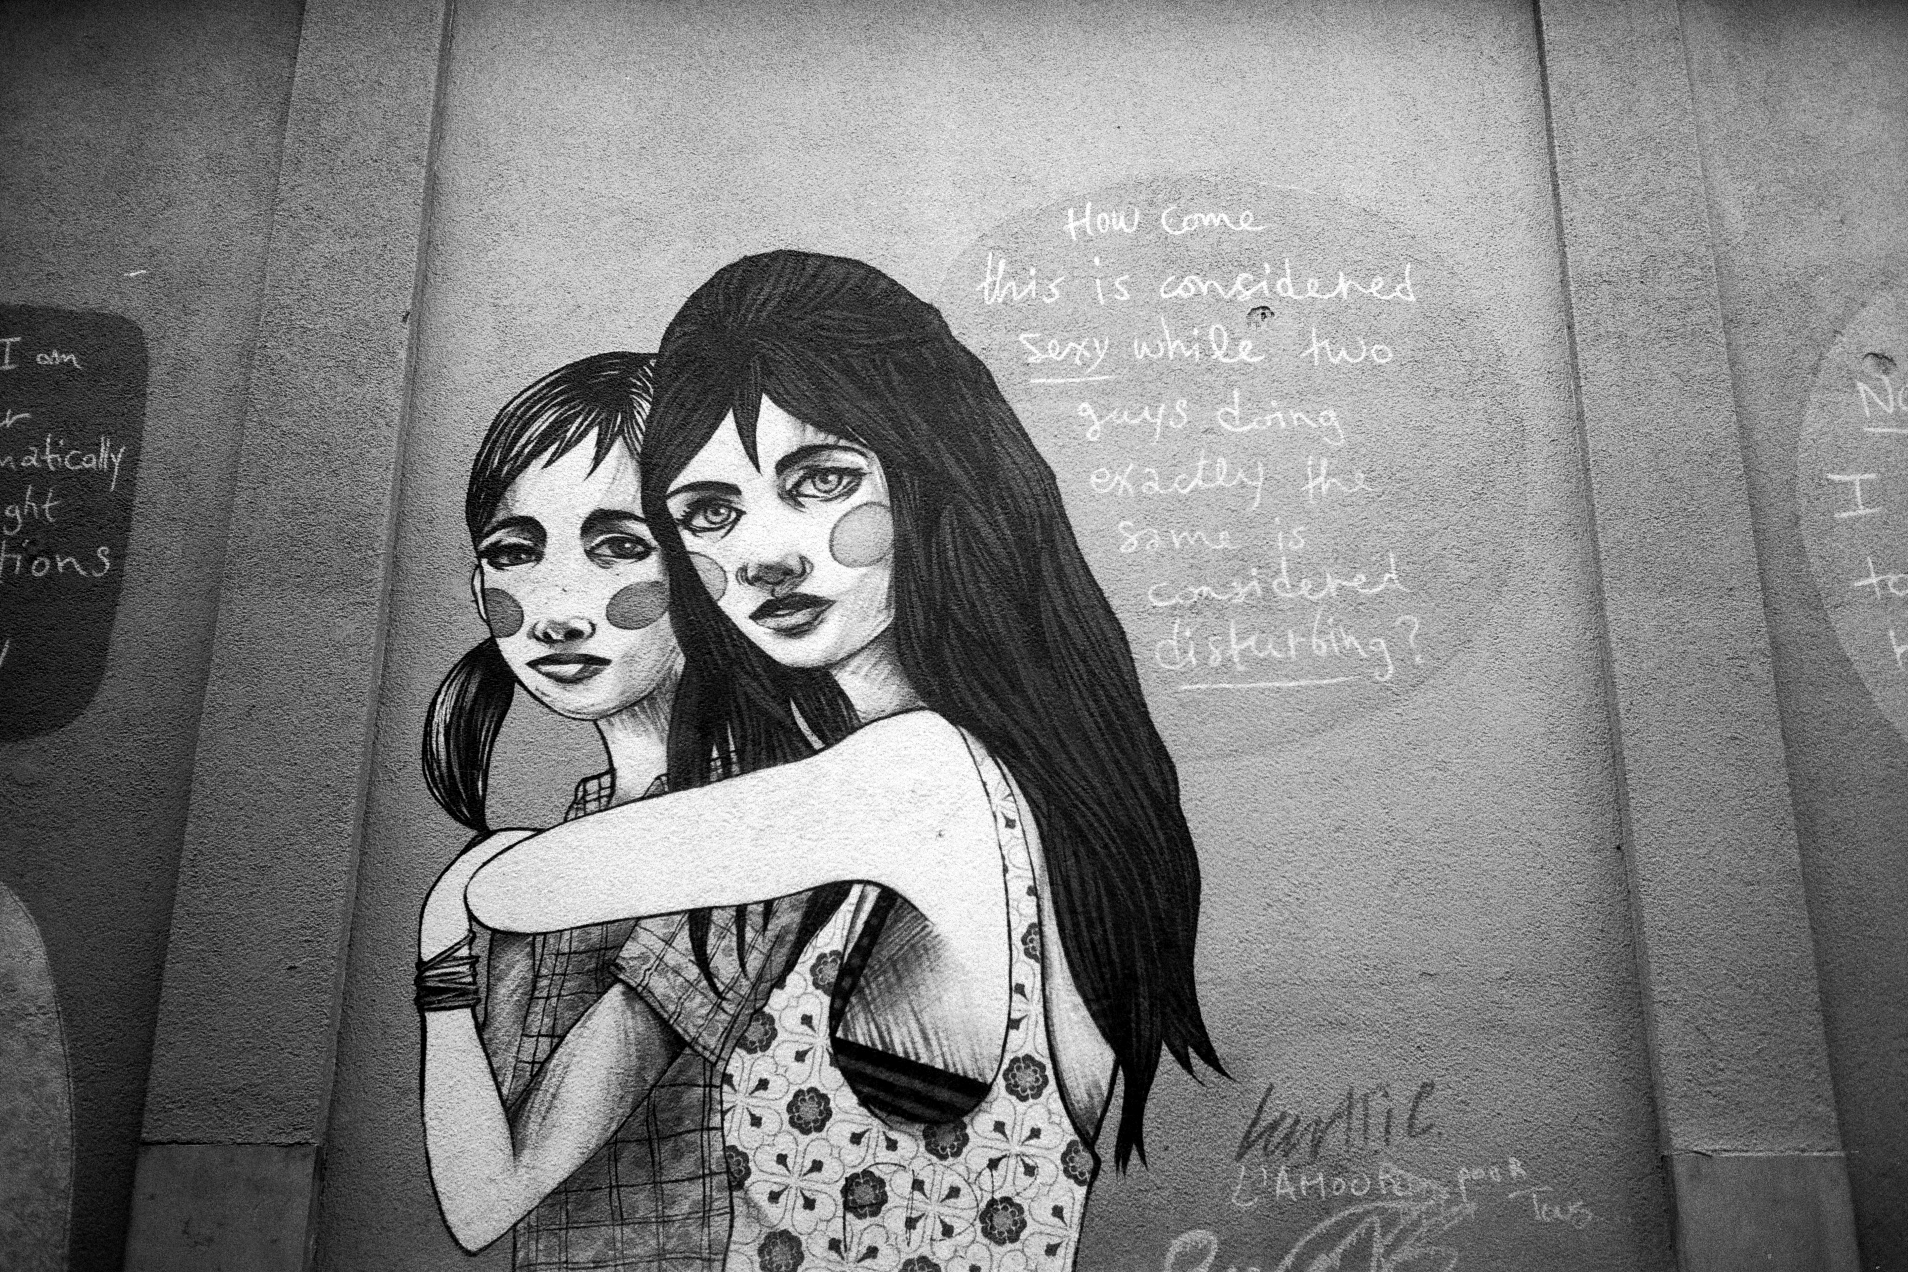 How come
this is considered
sexy while two
guys doing
exactly the
same is
considered
disturbing?
I am
matically
ght
tions
I
to
L'AMOUR pour
Tous